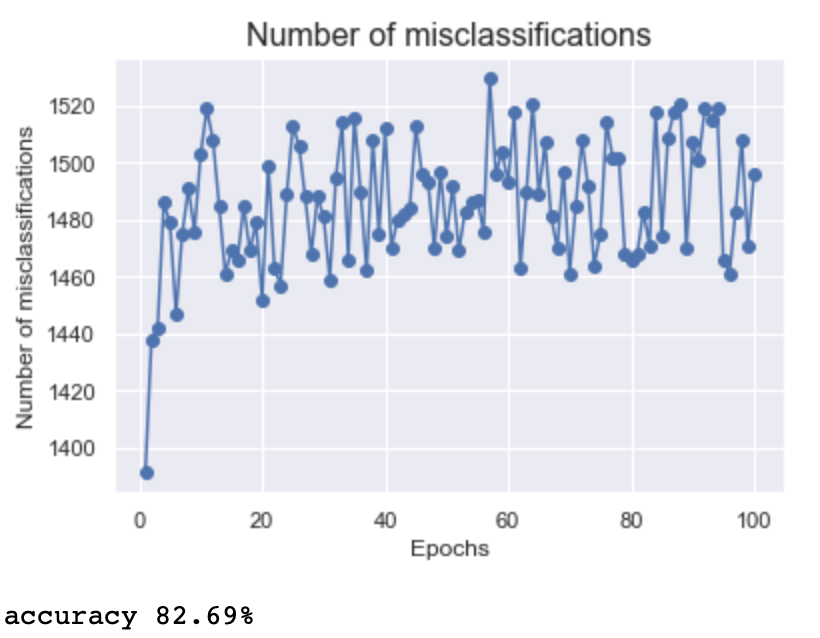 Number of misclassifications
Number of misclassifications
1520
1500
1480
1460
1440
1420
1400
0 20 40 60 80 100
Epochs
accuracy 82.69%